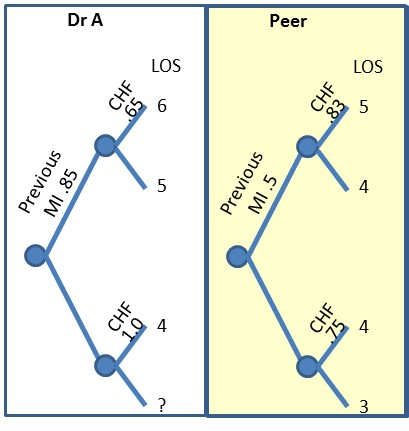 Dr A
LOS
CHF
.65
6
5
Previous
MI .85
CHF
1.0
4
?
Peer
LOS
CHF
.83
5
4
Previous
MI .5
CHF
.75
4
3